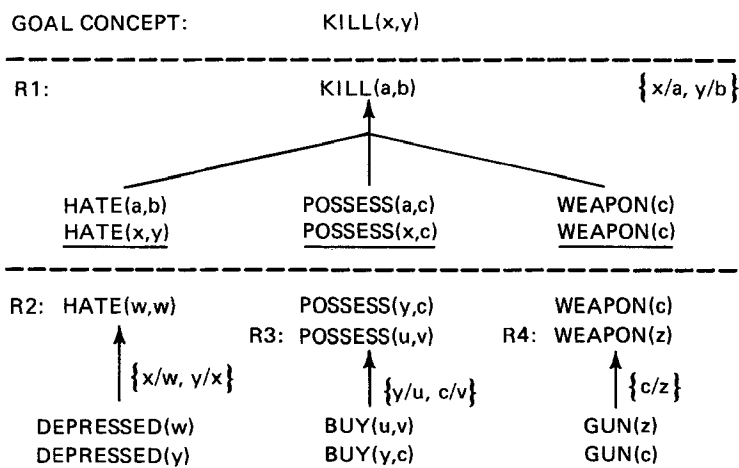 GOAL CONCEPT: KILL(x,y)
R1: KILL(a,b) {x/a, y/b}
HATE(a,b) POSSESS(a,c) WEAPON(c)
HATE(x,y) POSSESS(x,c) WEAPON(c)
R2: HATE(w,w) POSSESS(y,c) WEAPON(c)
R3: POSSESS(u,v) R4: WEAPON(z)
{x/w, y/x} {y/u, c/v} {c/z}
DEPRESSED(w) BUY(u,v) GUN(z)
DEPRESSED(y) BUY(y,c) GUN(c)